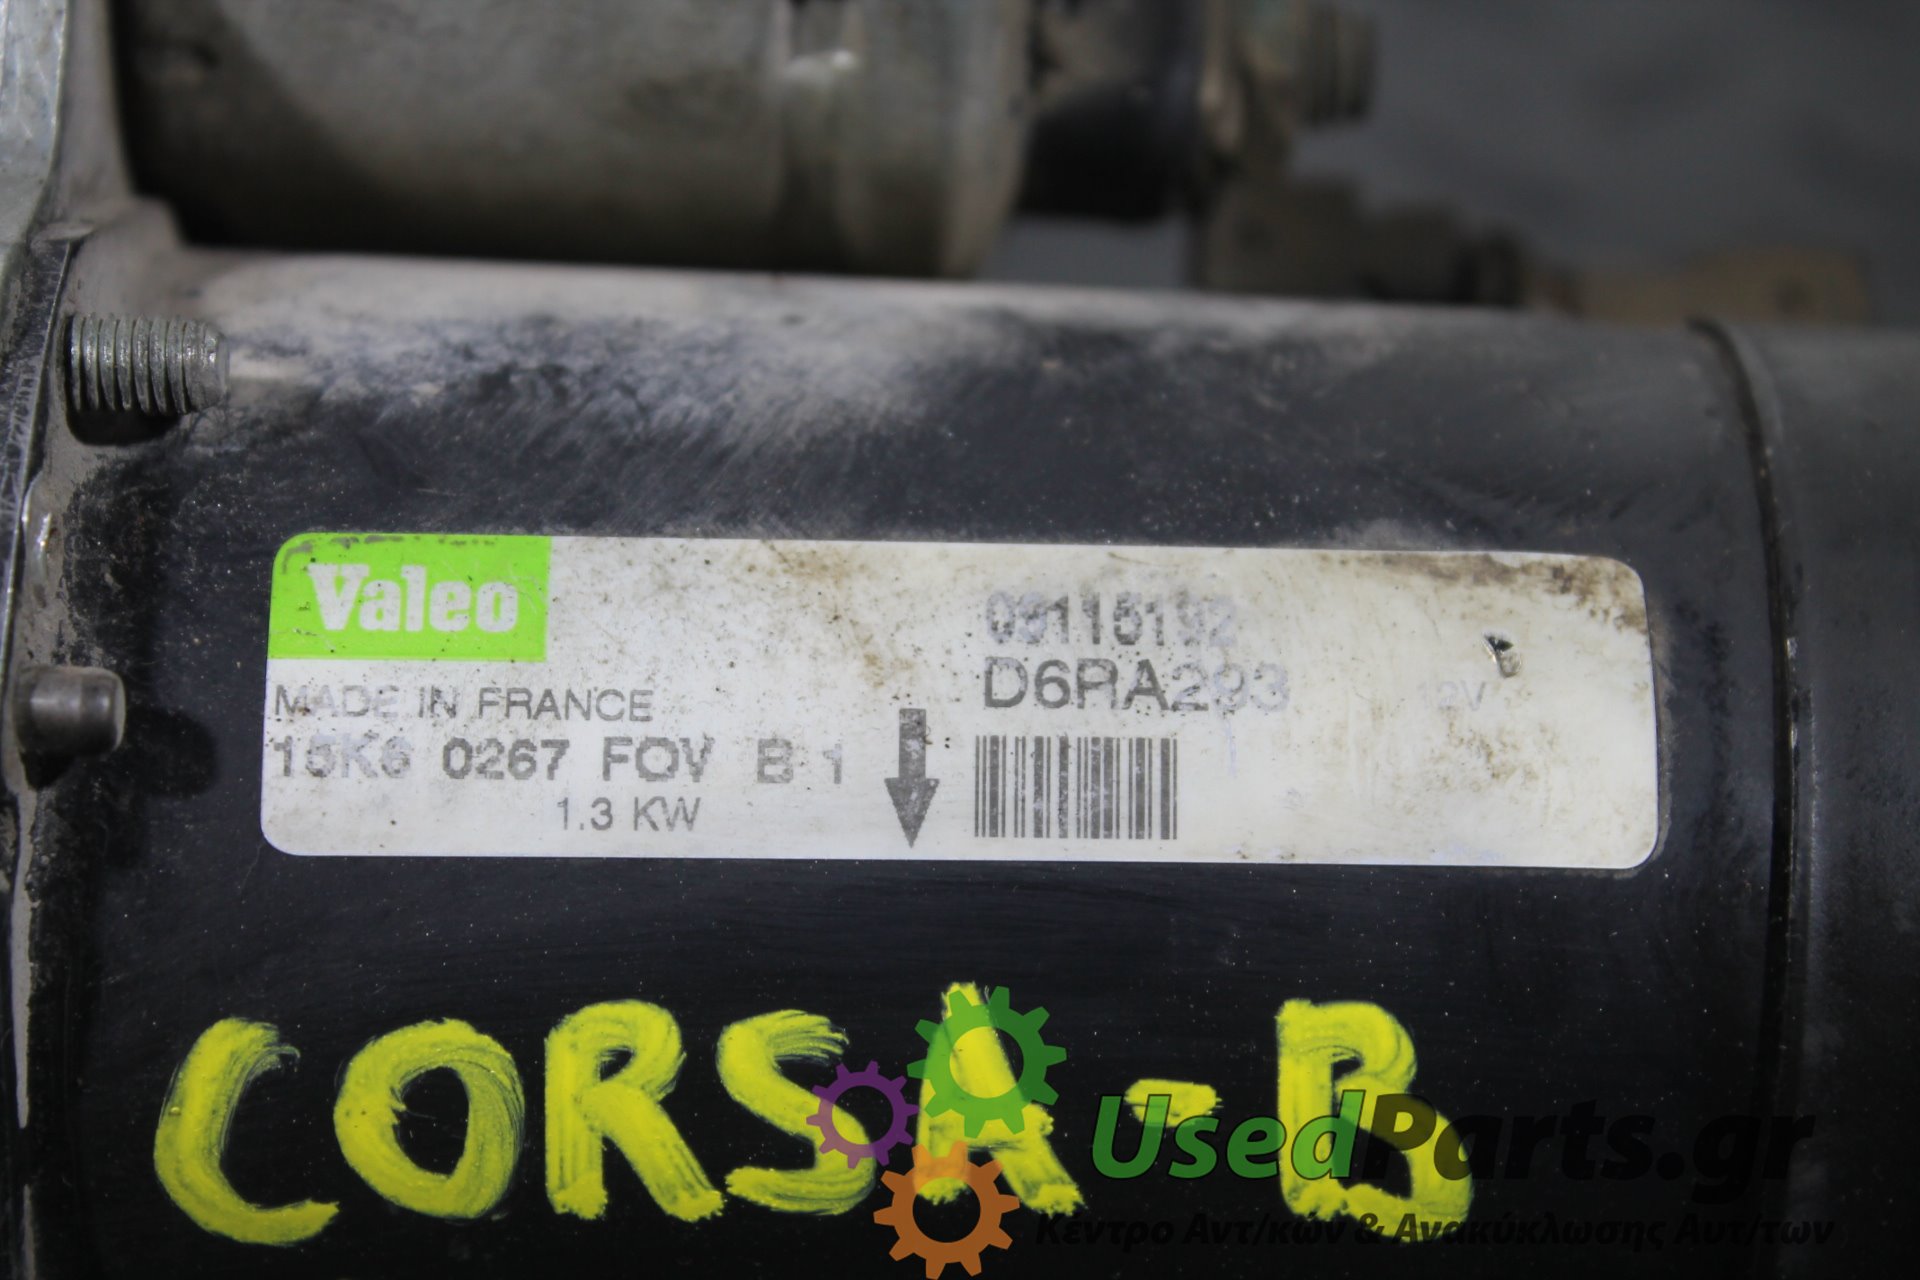 Valeo
09115192
D6RA293
12V
MADE IN FRANCE
15K6 0267 FOV B 1
1.3 KW
CORSA-B
UsedParts.gr
Κέντρο Αντ/κών & Ανακύκλωσης Αυτ/των